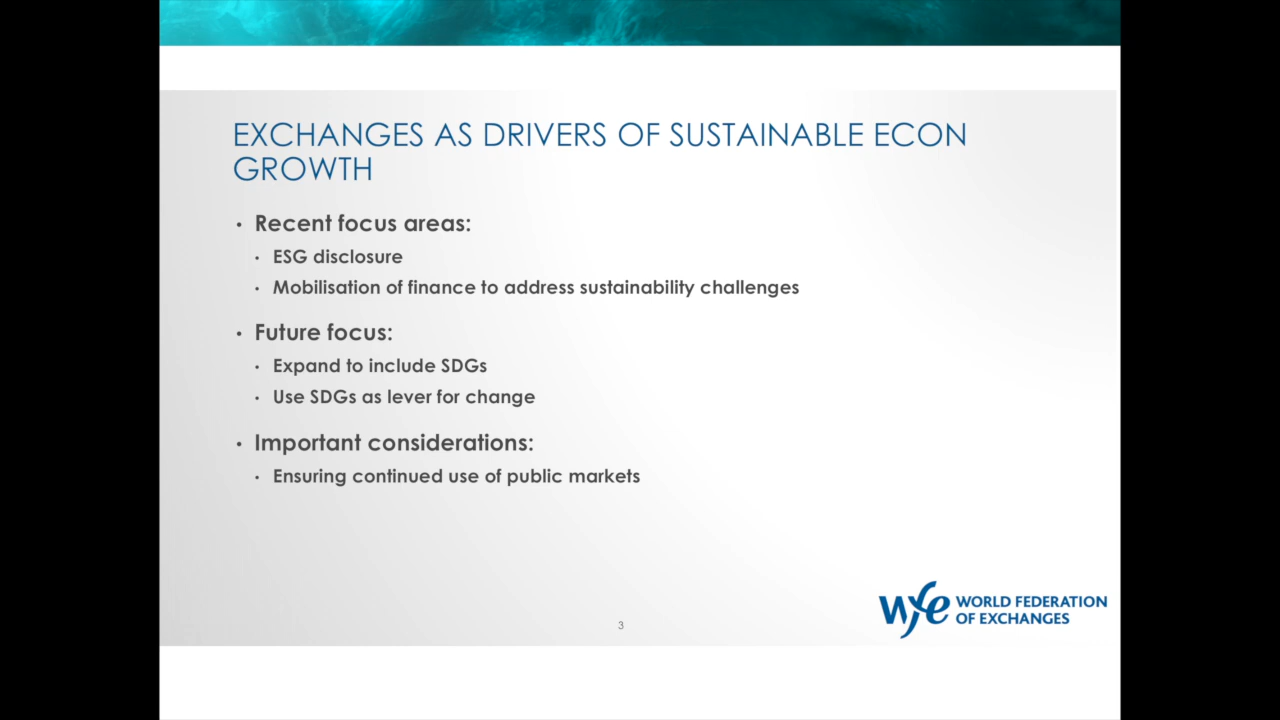 EXCHANGES AS DRIVERS OF SUSTAINABLE ECON
GROWTH
• Recent focus areas:
• ESG disclosure
• Mobilisation of finance to address sustainability challenges
• Future focus:
• Expand to include SDGs
• Use SDGs as lever for change
• Important considerations:
• Ensuring continued use of public markets
3
wfe WORLD FEDERATION
OF EXCHANGES